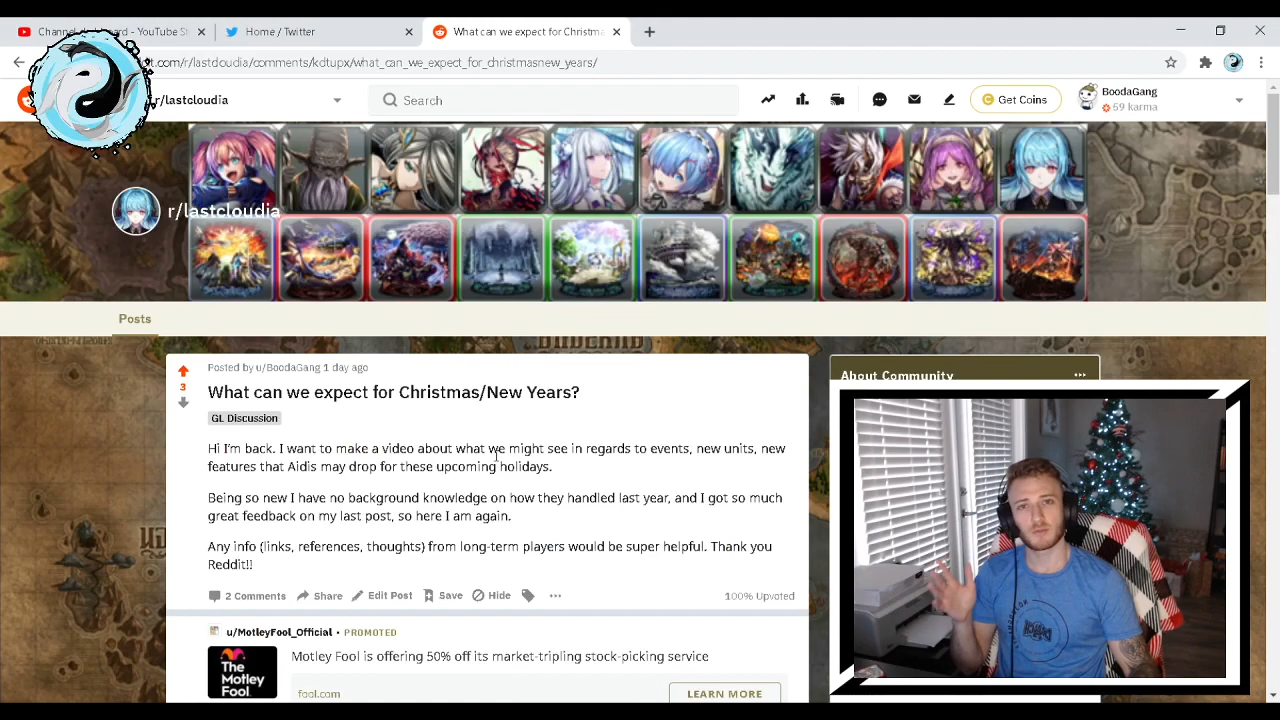 Channel d
board - YouTube S
Home / Twitter
What can we expect for Christm
.com/r/lastcloudia/comments/kdtupx/what_can_we_expect_for_christmasnew_years/
r/lastcloudia
Search
Get Coins
BoodaGang
59 karma
r/lastcloudia
Posts
Posted by u/BoodaGang 1 day ago
3
What can we expect for Christmas/New Years?
GL Discussion
Hi I'm back. I want to make a video about what we might see in regards to events, new units, new
features that Aidis may drop for these upcoming holidays.
Being so new I have no background knowledge on how they handled last year, and I got so much
great feedback on my last post, so here I am again.
Any info (links, references, thoughts) from long-term players would be super helpful. Thank you
Reddit!!
2 Comments Share Edit Post Save Hide ... 100% Upvoted
u/MotleyFool_Official • PROMOTED
Motley Fool is offering 50% off its market-tripling stock-picking service
The
Motley
Fool.
fool.com
LEARN MORE
About Community